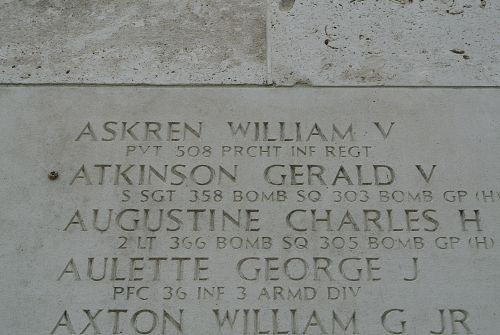 ASKREN WILLIAM V
PVT 508 PRCHT INF REGT
ATKINSON GERALD V
S SGT 358 BOMB SQ 303 BOMB GP (H)
AUGUSTINE CHARLES H
2 LT 366 BOMB SQ 305 BOMB GP (H)
AULETTE GEORGE J
PFC 36 INF 3 ARMD DIV
AXTON WILLIAM G JR